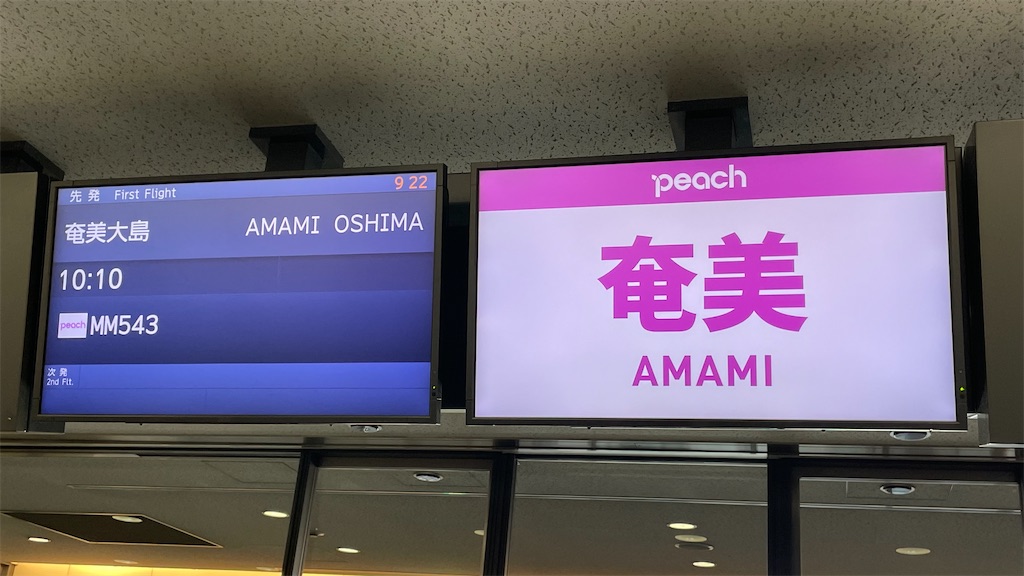 先発 First Flight 9 22
奄美大島 AMAMI OSHIMA
10:10
peach MM543
次発
2nd Flt.
peach
奄美
AMAMI